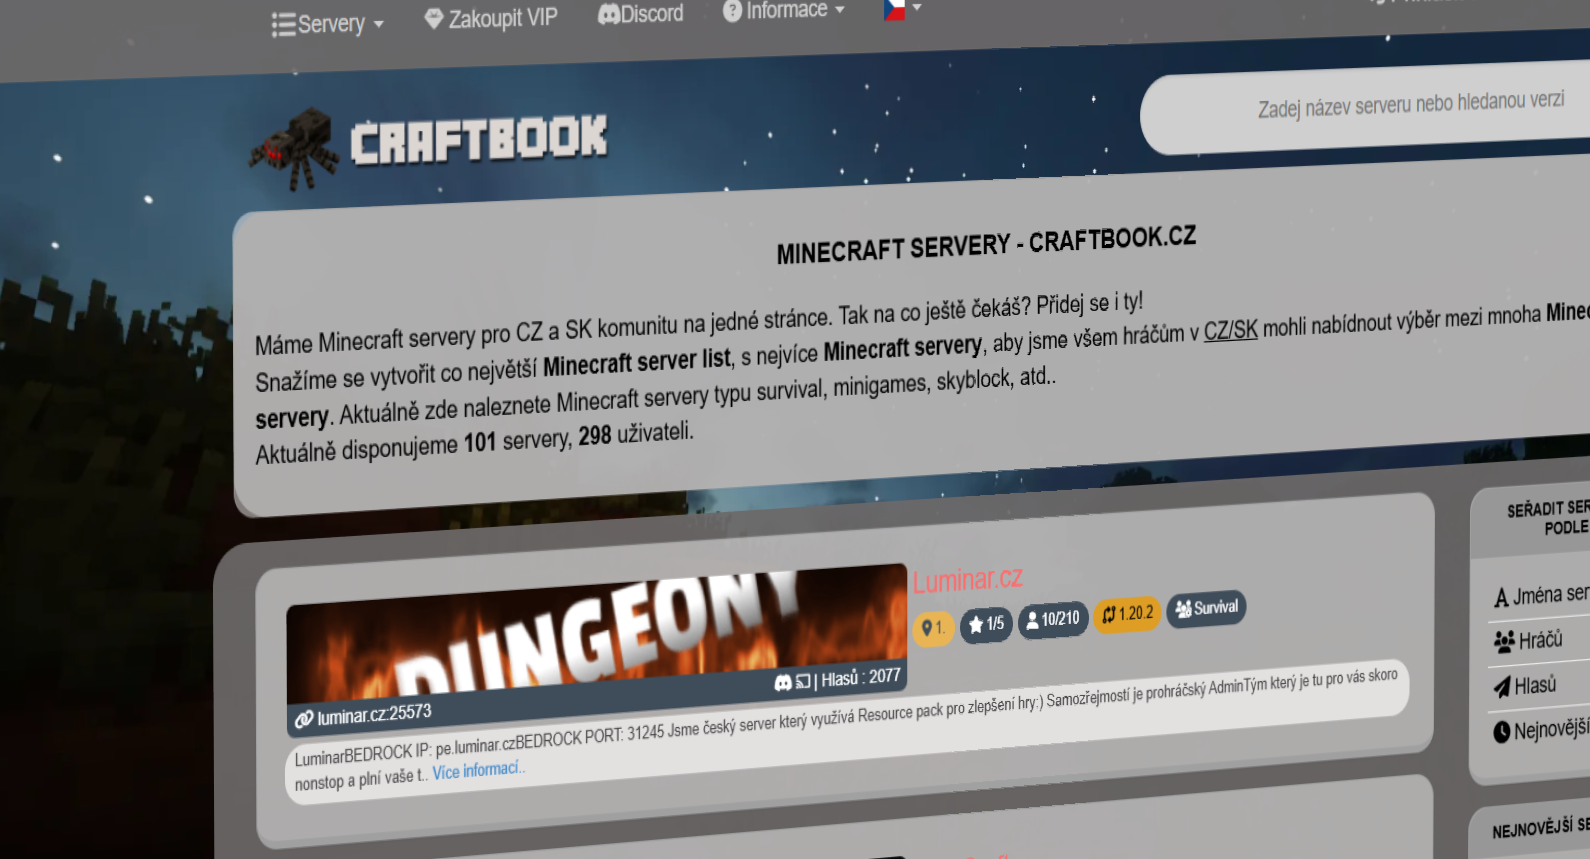 Servery
Zakoupit VIP
Discord
Informace
CRAFTBOOK
Zadej název serveru nebo hledanou verzi
MINECRAFT SERVERY - CRAFTBOOK.CZ
Máme Minecraft servery pro CZ a SK komunitu na jedné stránce. Tak na co ještě čekáš? Přidej se i ty!
Snažíme se vytvořit co největší Minecraft server list, s nejvíce Minecraft servery, aby jsme všem hráčům v CZ/SK mohli nabídnout výběr mezi mnoha
servery. Aktuálně zde naleznete Minecraft servery typu survival, minigames, skyblock, atd..
Aktuálně disponujeme 101 servery, 298 uživateli.
DUNGEONY
Luminar.cz
1.
1/5
10/210
1.20.2
Survival
| Hlasů : 2077
luminar.cz:25573
LuminarBEDROCK IP: pe.luminar.czBEDROCK PORT: 31245 Jsme český server který využívá Resource pack pro zlepšení hry:) Samozřejmostí je prohráčský AdminTým který je tu pro vás skoro
nonstop a plní vaše t.. Více informací..
SEŘADIT SER
PODLE
Jména ser
Hráčů
Hlasů
Nejnovější
NEJNOVĚJŠÍ SE